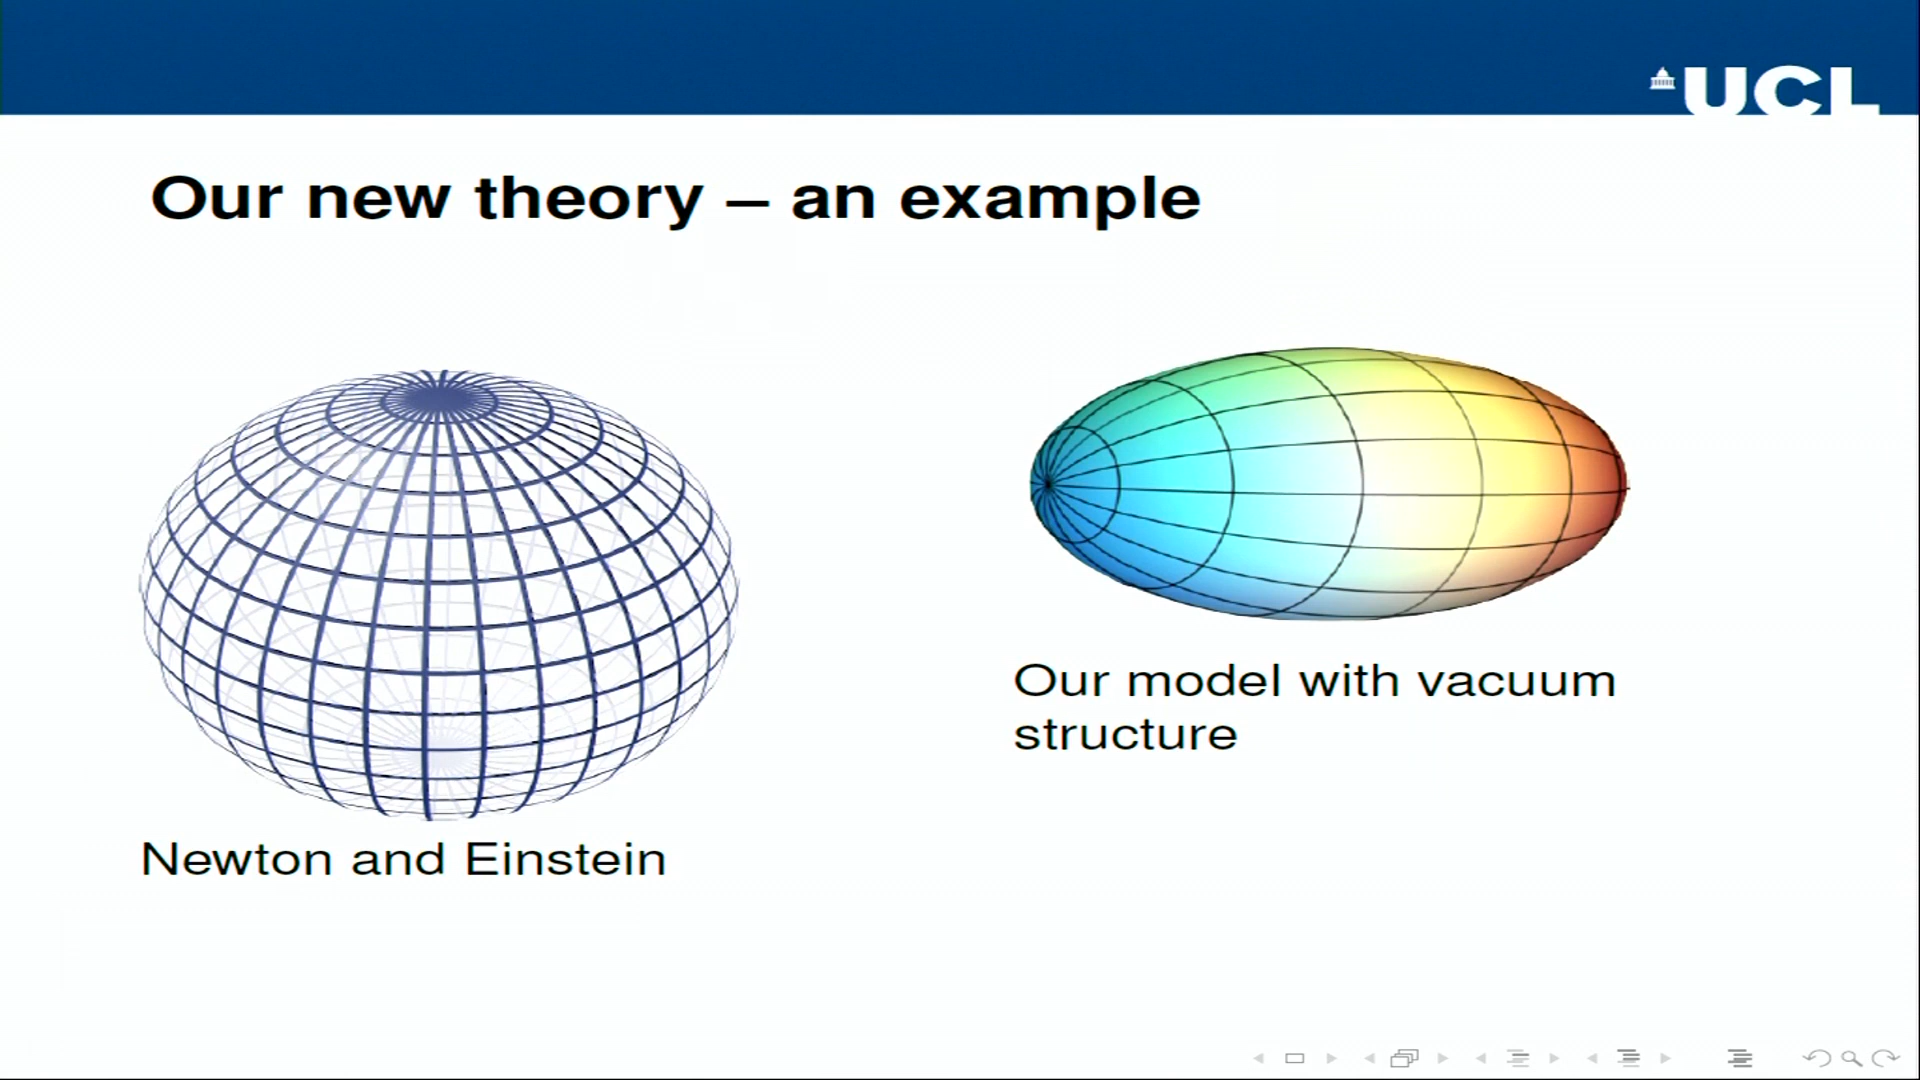 UCL
Our new theory – an example
Our model with vacuum
structure
Newton and Einstein